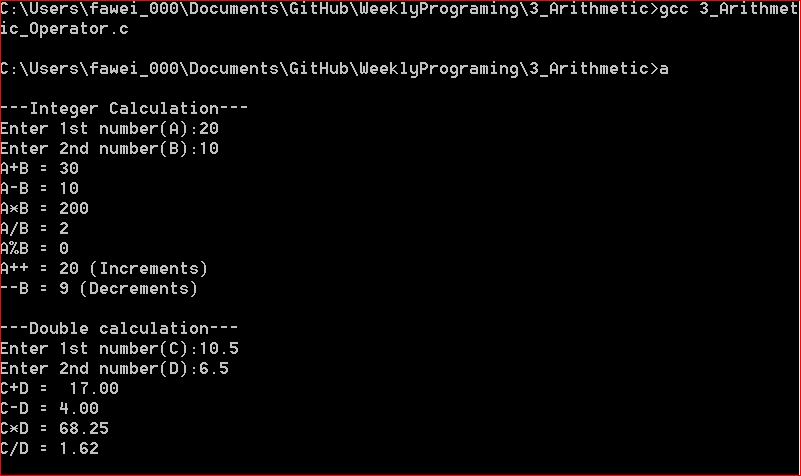 C:\Users\fawei_000\Documents\GitHub\WeeklyPrograming\3_Arithmetic>gcc 3_Arithmet
ic_Operator.c
C:\Users\fawei_000\Documents\GitHub\WeeklyPrograming\3_Arithmetic>a
---Integer Calculation---
Enter 1st number(A):20
Enter 2nd number(B):10
A+B = 30
A-B = 10
A*B = 200
A/B = 2
A%B = 0
A++ = 20 (Increments)
--B = 9 (Decrements)
---Double calculation---
Enter 1st number(C):10.5
Enter 2nd number(D):6.5
C+D =  17.00
C-D = 4.00
C*D = 68.25
C/D = 1.62